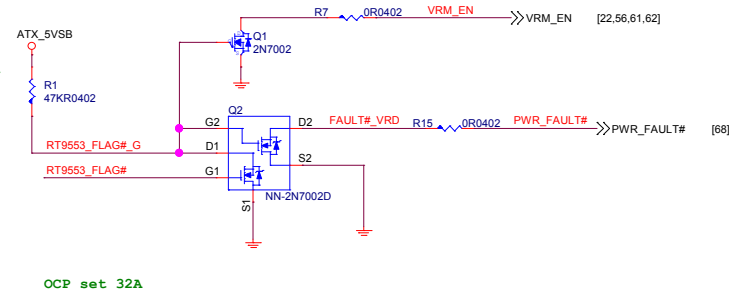 R7 0R0402 VRM_EN VRM_EN [22,56,61,62]
ATX_5VSB
Q1
2N7002
R1
47KR0402
Q2
G2 D2 FAULT#_VRD R15 0R0402 PWR_FAULT# PWR_FAULT# [68]
RT9553_FLAG#_G D1
S2
RT9553_FLAG# G1
NN-2N7002D
S1
OCP set 32A